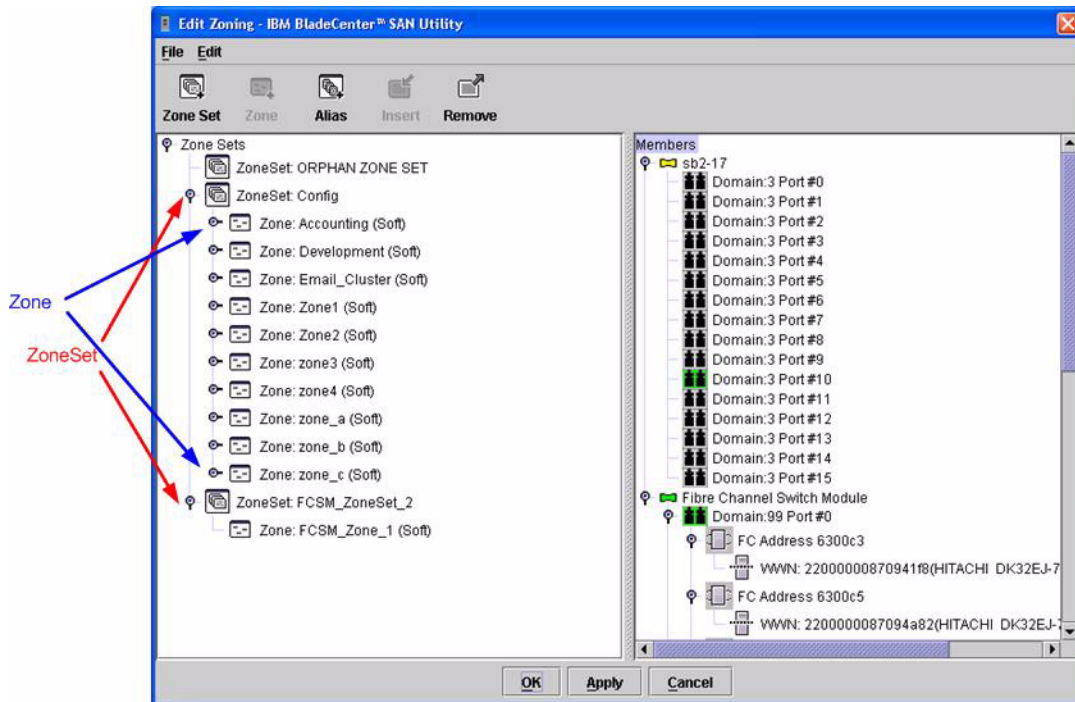 Edit Zoning - IBM BladeCenter™ SAN Utility
File Edit
Zone Set Zone Alias Insert Remove
Zone Sets
ZoneSet: ORPHAN ZONE SET
ZoneSet: Config
Zone: Accounting (Soft)
Zone: Development (Soft)
Zone: Email_Cluster (Soft)
Zone: Zone1 (Soft)
Zone: Zone2 (Soft)
Zone: zone3 (Soft)
Zone: zone4 (Soft)
Zone: zone_a (Soft)
Zone: zone_b (Soft)
Zone: zone_c (Soft)
ZoneSet: FCSM_ZoneSet_2
Zone: FCSM_Zone_1 (Soft)
Zone
ZoneSet
Members
sb2-17
Domain:3 Port#0
Domain:3 Port#1
Domain:3 Port#2
Domain:3 Port#3
Domain:3 Port#4
Domain:3 Port#5
Domain:3 Port#6
Domain:3 Port#7
Domain:3 Port#8
Domain:3 Port#9
Domain:3 Port#10
Domain:3 Port#11
Domain:3 Port#12
Domain:3 Port#13
Domain:3 Port#14
Domain:3 Port#15
Fibre Channel Switch Module
Domain:99 Port#0
FC Address 6300c3
WWN: 22000000870941f8(HITACHI DK32EJ-7
FC Address 6300c5
WWN: 2200000087094a82(HITACHI DK32EJ-7
OK Apply Cancel